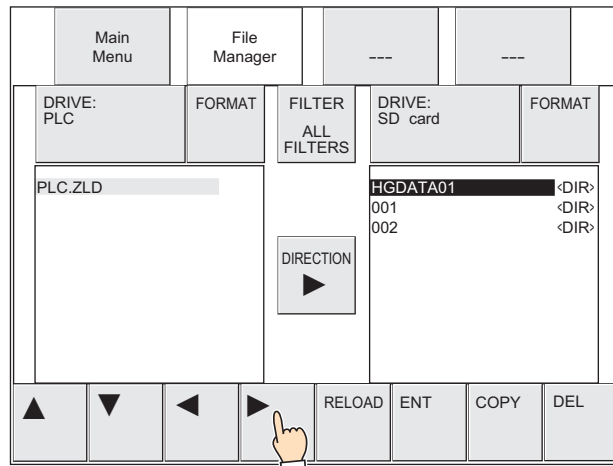 Main
Menu
File
Manager
---
---
DRIVE:
PLC
FORMAT
FILTER
ALL
FILTERS
DRIVE:
SD card
FORMAT
PLC.ZLD
HGDATA01 <DIR>
001 <DIR>
002 <DIR>
DIRECTION
▶
▲ ▼ ◀ ▶ RELOAD ENT COPY DEL